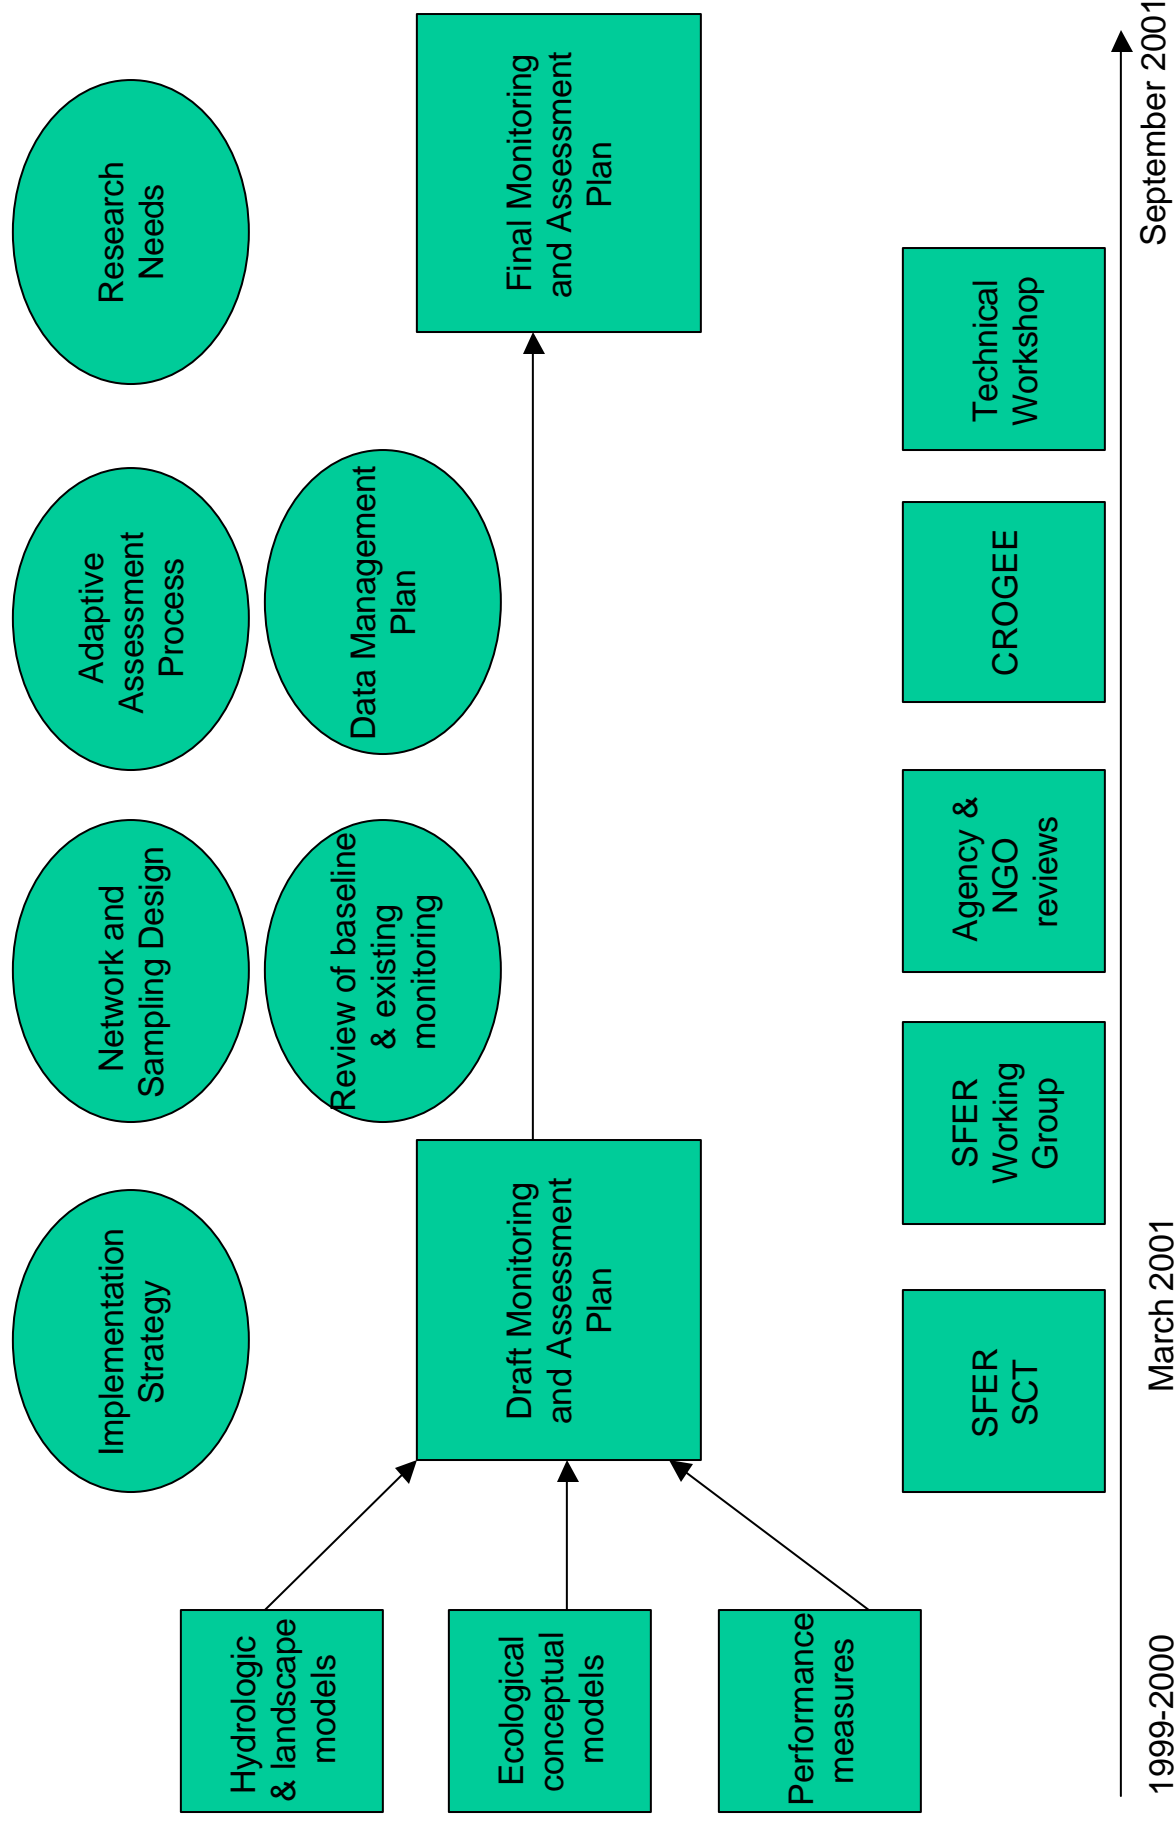 Implementation
Strategy
Network and
Sampling Design
Adaptive
Assessment
Process
Research
Needs
Review of baseline
& existing
monitoring
Data Management
Plan
Hydrologic
& landscape
models
Ecological
conceptual
models
Performance
measures
Draft Monitoring
and Assessment
Plan
Final Monitoring
and Assessment
Plan
SFER
SCT
SFER
Working
Group
Agency &
NGO
reviews
CROGEE
Technical
Workshop
1999-2000
March 2001
September 2001